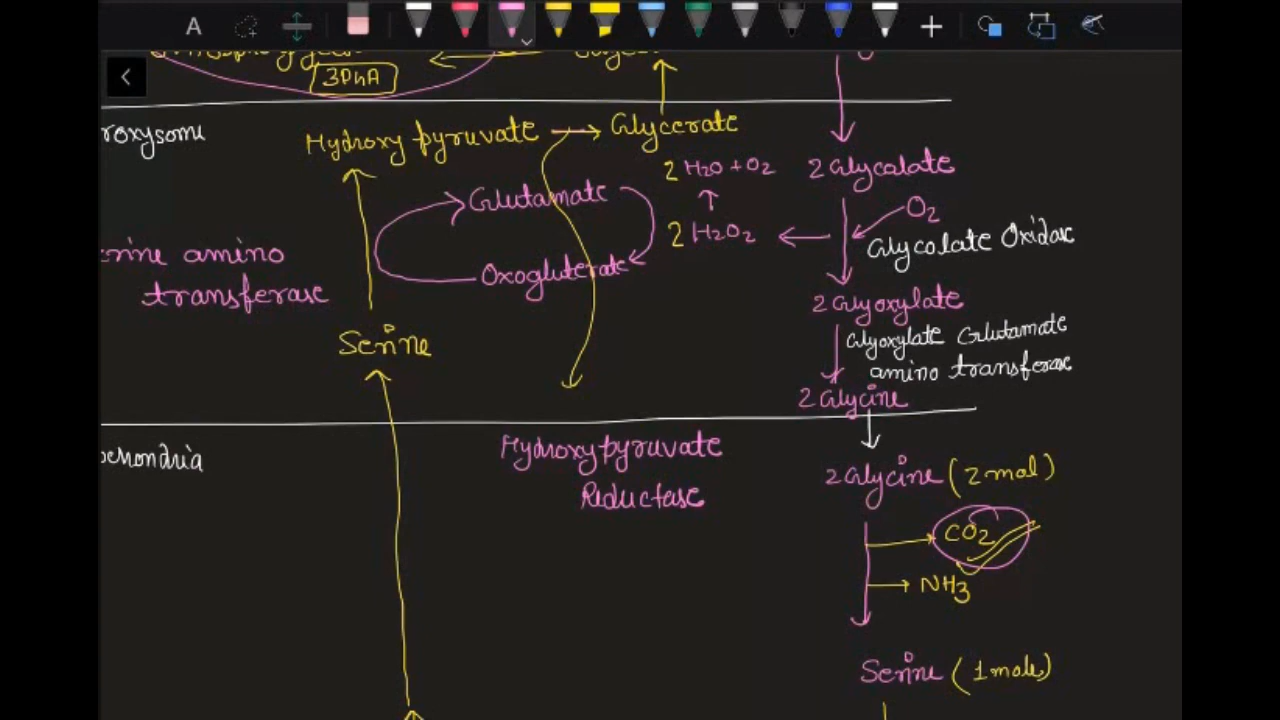 A
3PhA
roxysome
Hydroxy pyruvate → Glycerate
2 H2O + O2
2 Glycolate
Glutamate
O2
2 H2O2
Glycolate Oxidase
erine amino
transferase
Oxogluterate
2 Glyoxylate
Serine
Glyoxylate Glutamate
amino transferase
2 Glycine
ochondria
Hydroxypyruvate
Reductase
2 Glycine (2 mol)
CO2
NH3
Serine (1 mole)